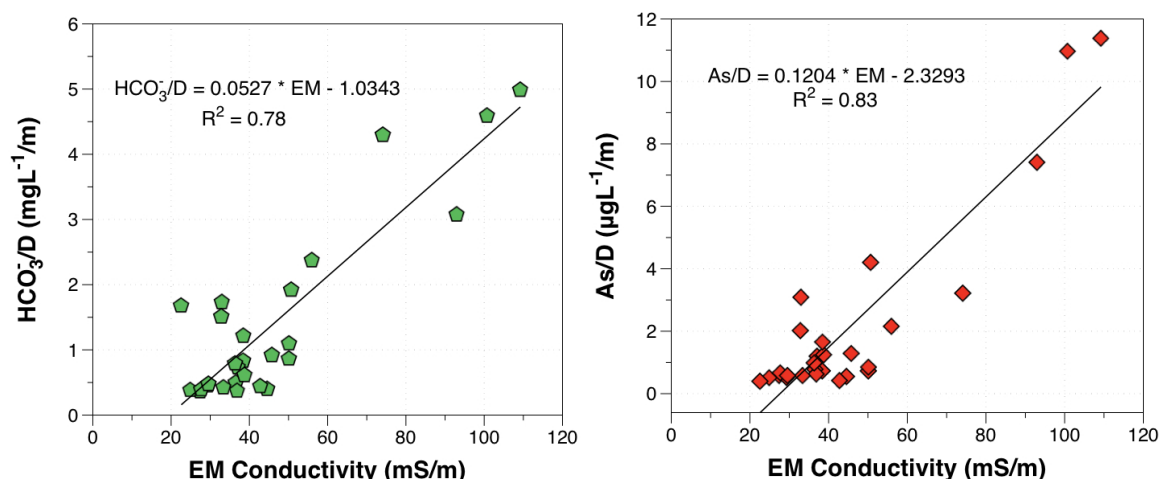 6
5
4
3
2
1
0
HCO₃⁻/D (mgL⁻¹/m)
HCO₃⁻/D = 0.0527 * EM - 1.0343
R² = 0.78
0 20 40 60 80 100 120
EM Conductivity (mS/m)
12
10
8
6
4
2
0
As/D (µgL⁻¹/m)
As/D = 0.1204 * EM - 2.3293
R² = 0.83
0 20 40 60 80 100 120
EM Conductivity (mS/m)